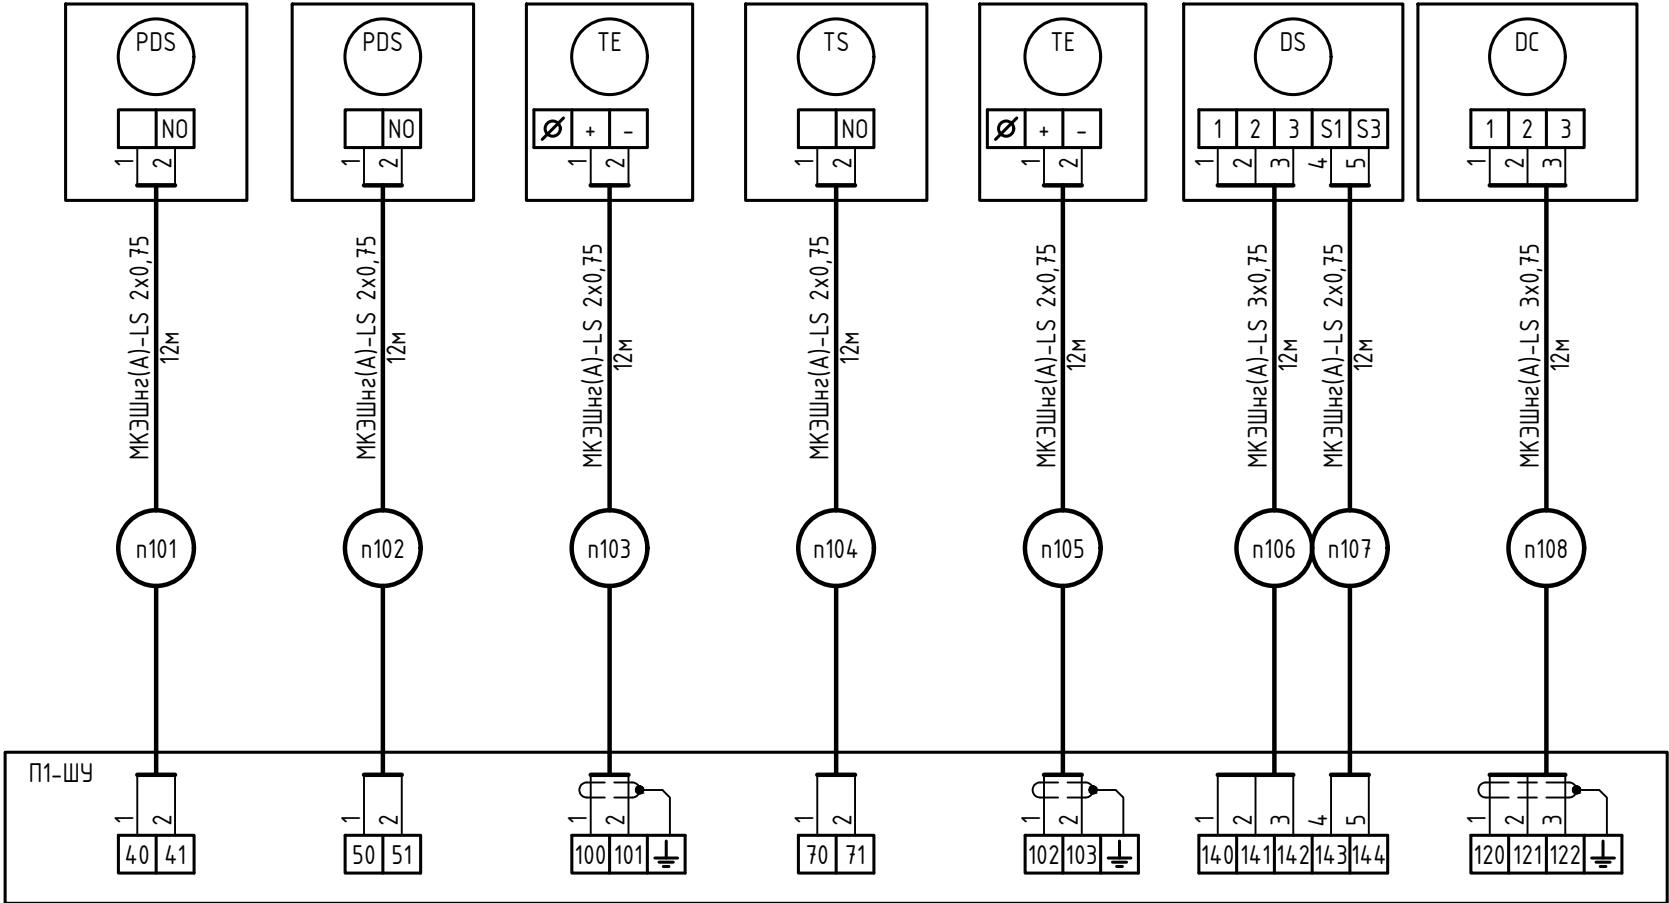 PDS PDS TE TS TE DS DC
NO NO + - NO + - 1 2 3 S1 S3 1 2 3
1 2 1 2 1 2 1 2 1 2 1 2 3 4 5 1 2 3
МКЭШнг(А)-LS 2х0,75
12м
МКЭШнг(А)-LS 2х0,75
12м
МКЭШнг(А)-LS 2х0,75
12м
МКЭШнг(А)-LS 2х0,75
12м
МКЭШнг(А)-LS 2х0,75
12м
МКЭШнг(А)-LS 3х0,75
12м
МКЭШнг(А)-LS 2х0,75
12м
МКЭШнг(А)-LS 3х0,75
12м
п101 п102 п103 п104 п105 п106 п107 п108
П1-ШУ
1 2 1 2 1 2 1 2 1 2 1 2 3 4 5 1 2 3
40 41 50 51 100 101 70 71 102 103 140 141 142 143 144 120 121 122